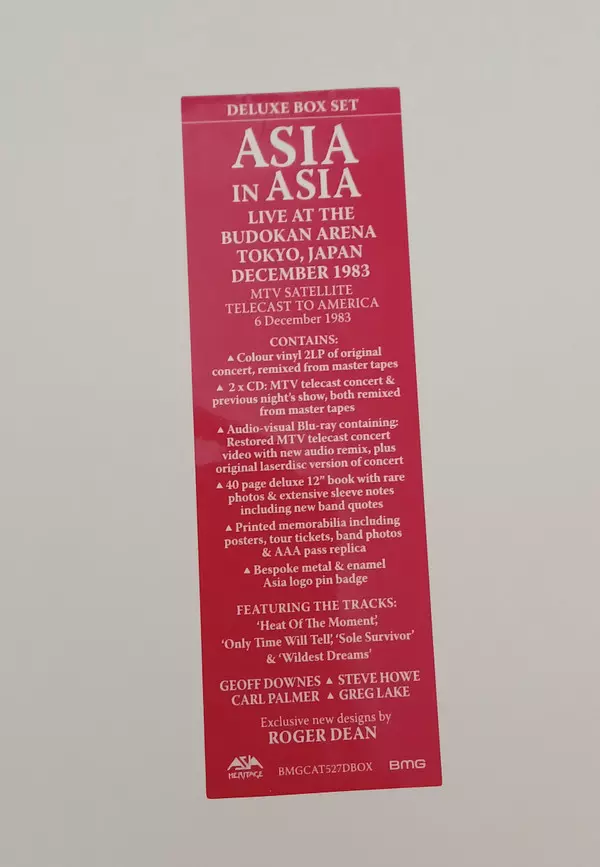 DELUXE BOX SET
ASIA
IN ASIA
LIVE AT THE
BUDOKAN ARENA
TOKYO, JAPAN
DECEMBER 1983
MTV SATELLITE
TELECAST TO AMERICA
6 December 1983
CONTAINS:
▲ Colour vinyl 2LP of original
concert, remixed from master tapes
▲ 2 x CD: MTV telecast concert &
previous night's show, both remixed
from master tapes
▲ Audio-visual Blu-ray containing:
Restored MTV telecast concert
video with new audio remix, plus
original laserdisc version of concert
▲ 40 page deluxe 12" book with rare
photos & extensive sleeve notes
including new band quotes
▲ Printed memorabilia including
posters, tour tickets, band photos
& AAA pass replica
▲ Bespoke metal & enamel
Asia logo pin badge
FEATURING THE TRACKS:
'Heat Of The Moment',
'Only Time Will Tell', 'Sole Survivor'
& 'Wildest Dreams'
GEOFF DOWNES ▲ STEVE HOWE
CARL PALMER ▲ GREG LAKE
Exclusive new designs by
ROGER DEAN
ASIA
HERITAGE
BMGCAT527DBOX
BMG